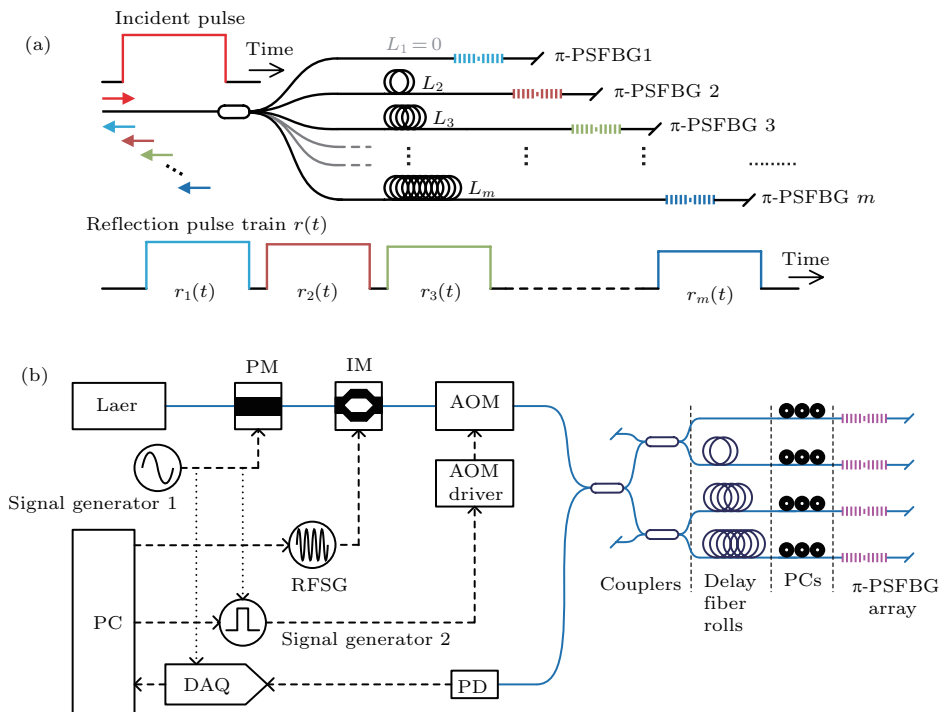 (a)
Incident pulse
Time
L1 = 0
π-PSFBG1
L2
π-PSFBG 2
L3
π-PSFBG 3
Lm
π-PSFBG m
Reflection pulse train r(t)
Time
r1(t)
r2(t)
r3(t)
rm(t)
(b)
PM
IM
Laer
AOM
Signal generator 1
AOM
driver
RFSG
PC
Signal generator 2
DAQ
PD
Couplers
Delay
fiber
rolls
PCs
π-PSFBG
array